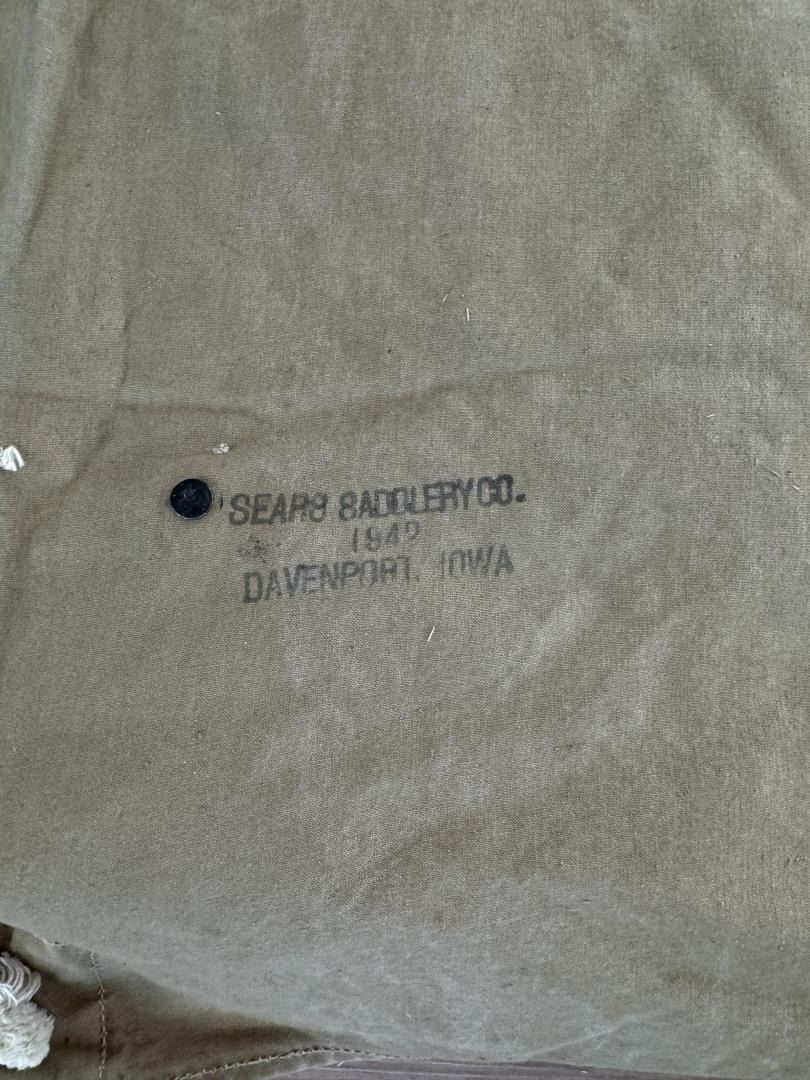 SEARS SADDLERY CO.
1942
DAVENPORT, IOWA